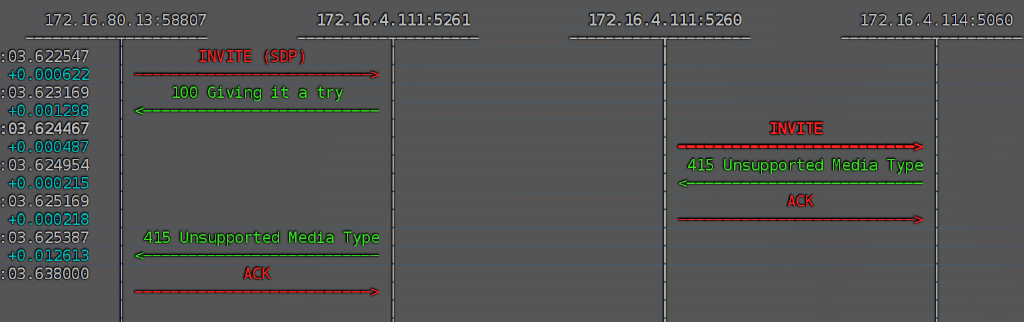 172.16.80.13:58807 172.16.4.111:5261 172.16.4.111:5260 172.16.4.114:5060
:03.622547 INVITE (SDP)
+0.000622
:03.623169 100 Giving it a try
+0.001298
:03.624467 INVITE
+0.000487
:03.624954 415 Unsupported Media Type
+0.000215
:03.625169 ACK
+0.000218
:03.625387 415 Unsupported Media Type
+0.012613
:03.638000 ACK